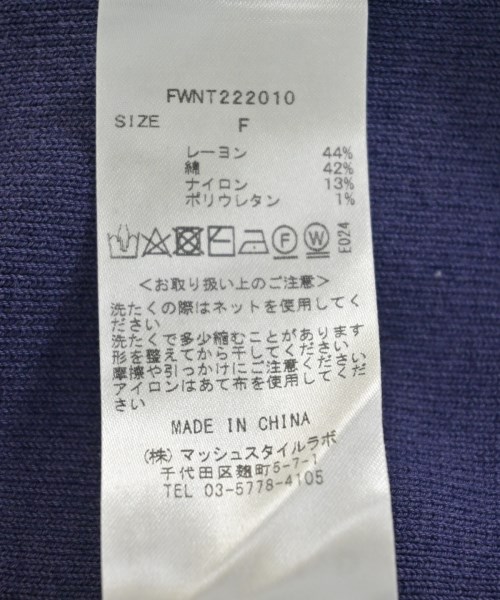 FWNT222010
SIZE F
レーヨン 44%
綿 42%
ナイロン 13%
ポリウレタン 1%
F W E024
<お取り扱い上のご注意>
洗たくの際はネットを使用してく
ださい
洗たくで多少縮むことがあります
形を整えてから干してください
摩擦や引っかけにご注意ください
アイロンはあて布を使用してくだ
さい
MADE IN CHINA
(株)マッシュスタイルラボ
千代田区麹町5-7-1
TEL 03-5778-4105